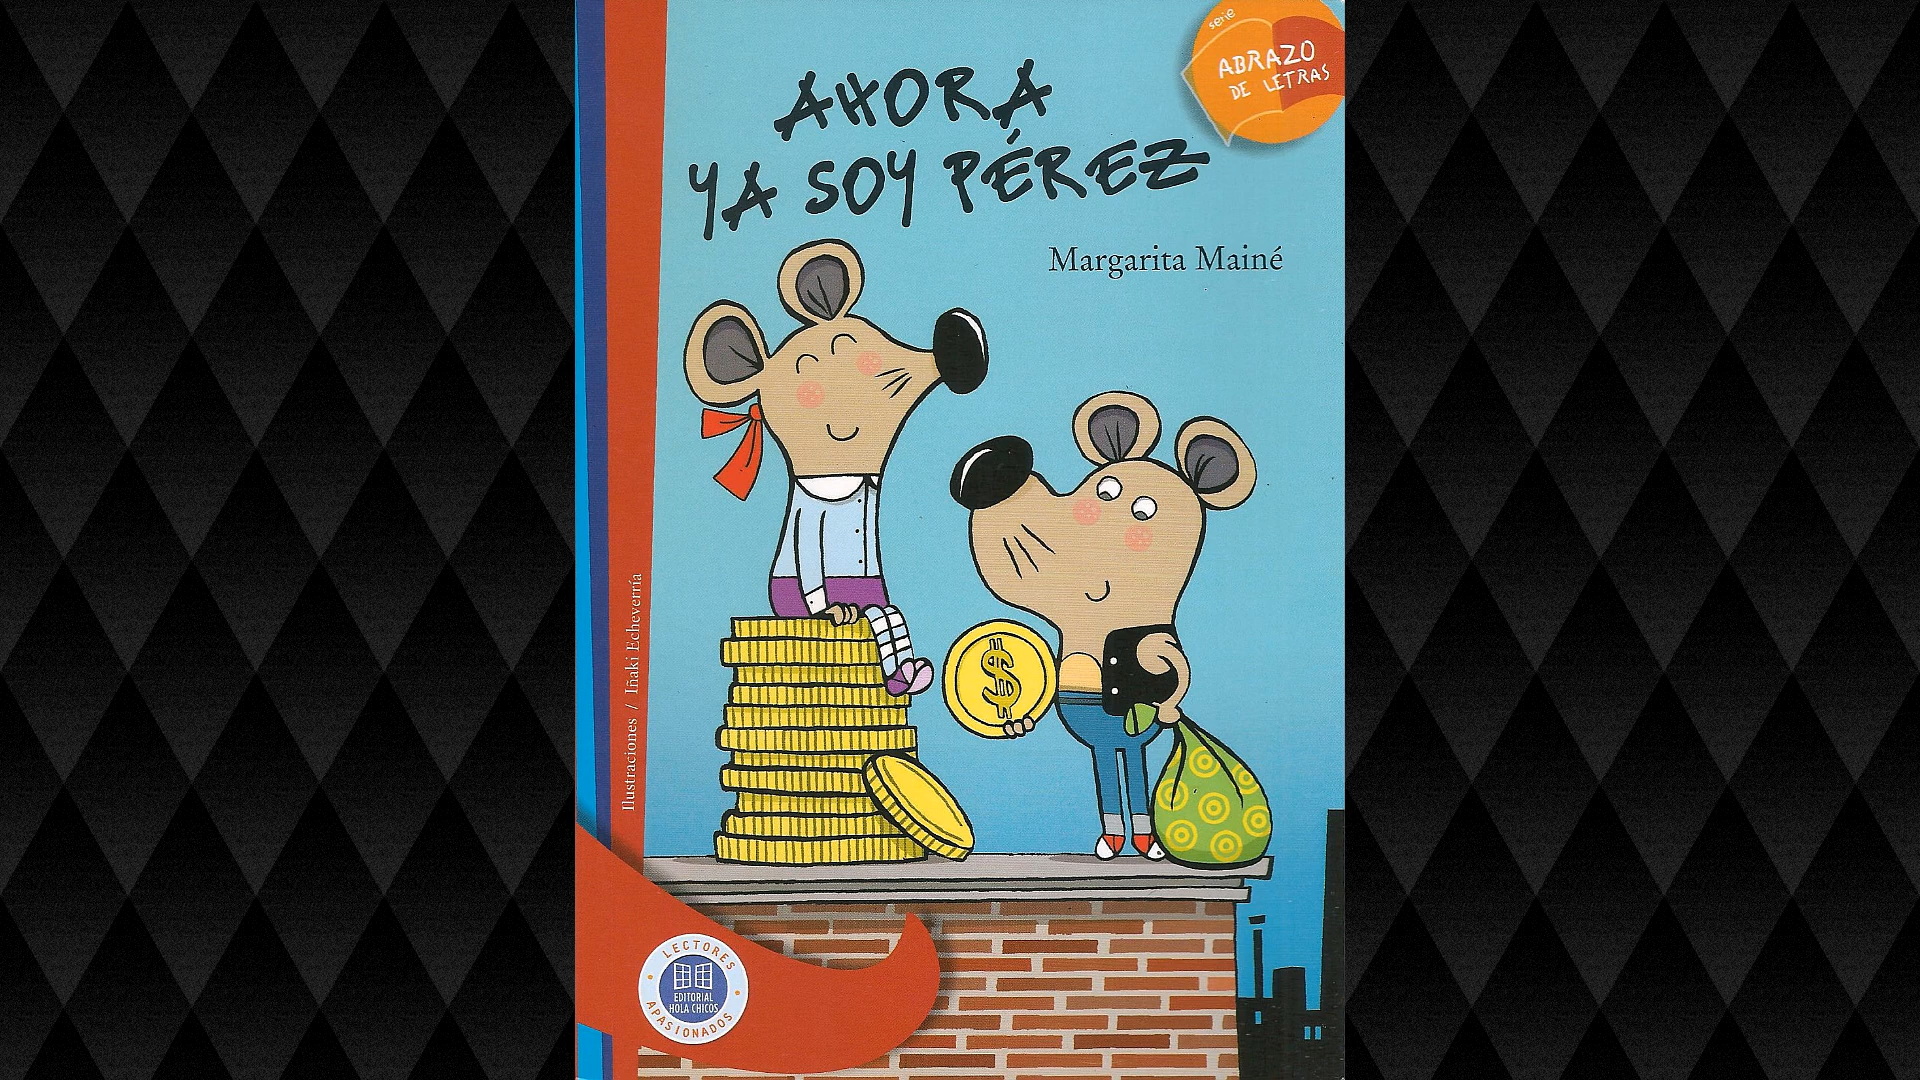 serie
ABRAZO
DE LETRAS
AHORA
YA SOY PÉREZ
Margarita Mainé
Ilustraciones / Iñaki Echeverría
$
LECTORES
EDITORIAL
HOLA CHICOS
APASIONADOS